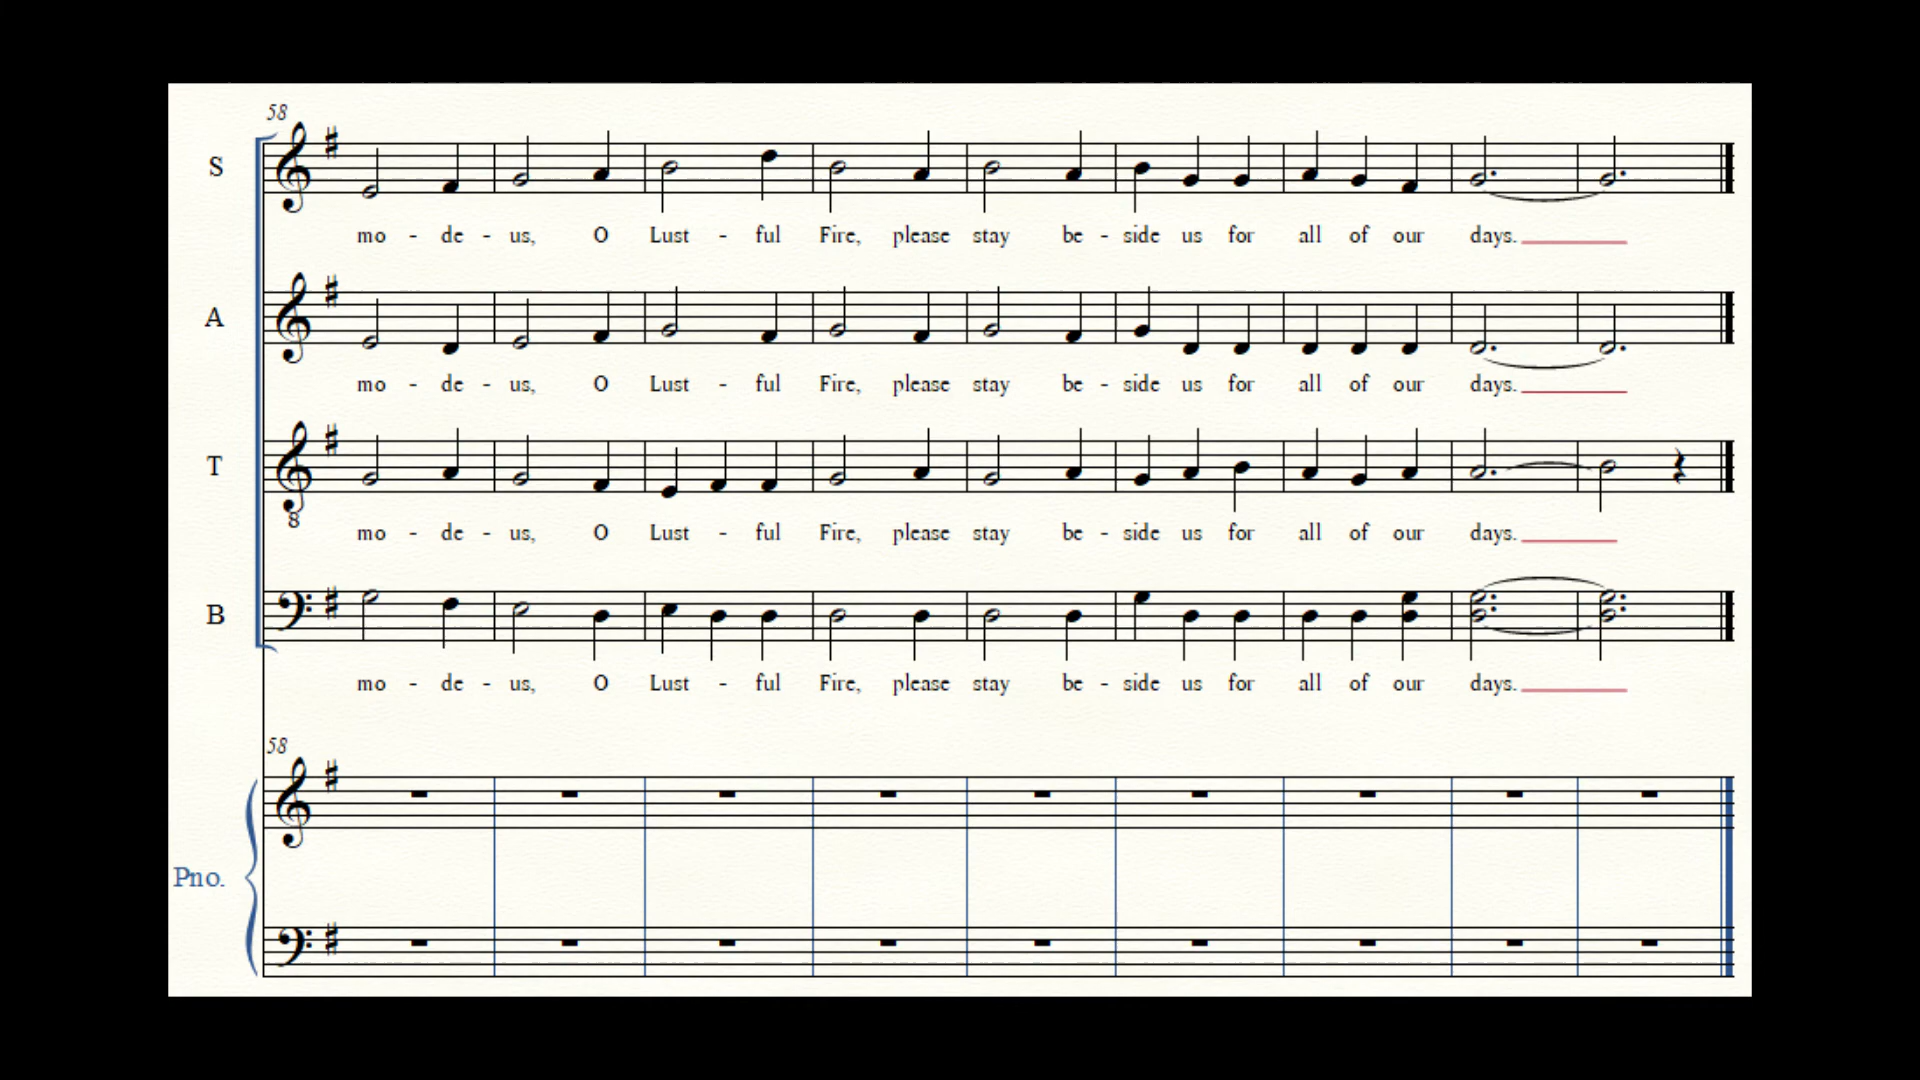 58
S
mo - de - us, O Lust - ful Fire, please stay be - side us for all of our days.
A
mo - de - us, O Lust - ful Fire, please stay be - side us for all of our days.
T
8
mo - de - us, O Lust - ful Fire, please stay be - side us for all of our days.
B
mo - de - us, O Lust - ful Fire, please stay be - side us for all of our days.
58
Pno.